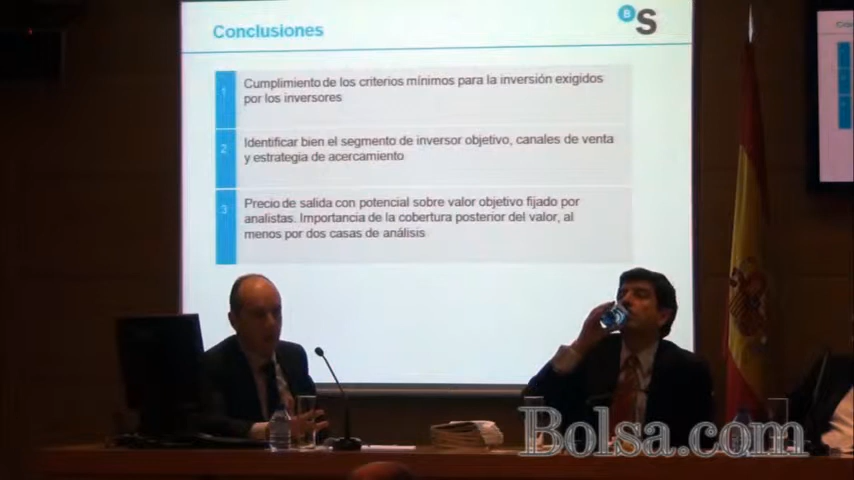 Conclusiones
B S
1
Cumplimiento de los criterios mínimos para la inversión exigidos
por los inversores
2
Identificar bien el segmento de inversor objetivo, canales de venta
y estrategia de acercamiento
3
Precio de salida con potencial sobre valor objetivo fijado por
analistas. Importancia de la cobertura posterior del valor, al
menos por dos casas de análisis
Bolsa.com